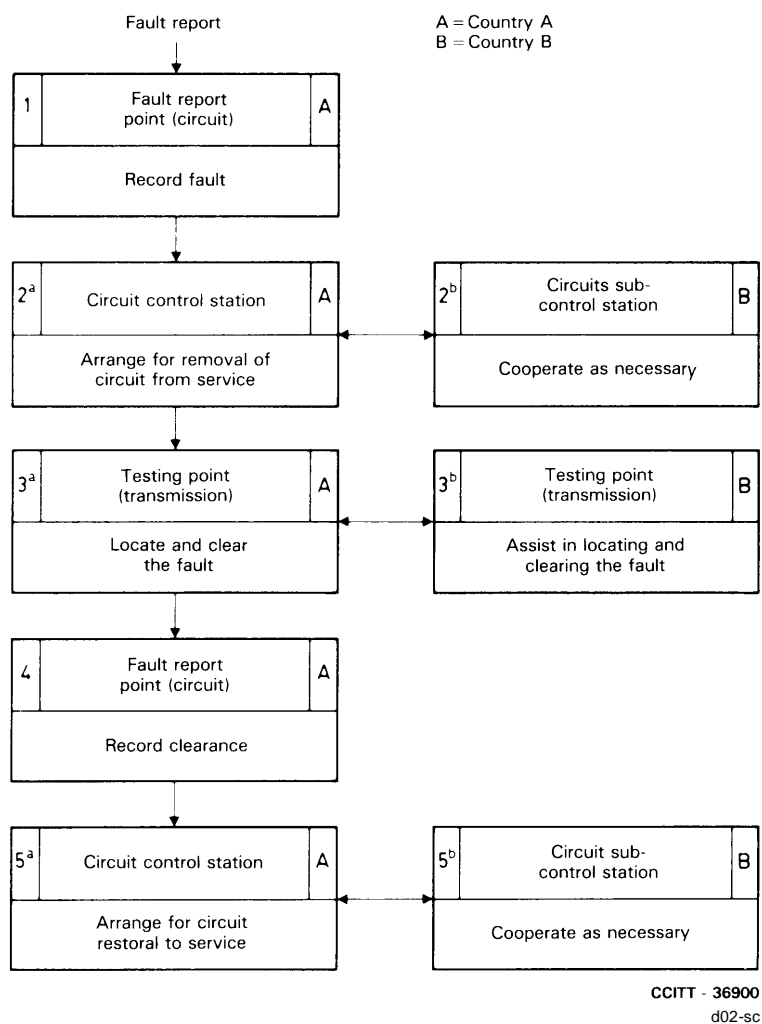 Fault report
A = Country A
B = Country B
1
Fault report
point (circuit)
A
Record fault
2a
Circuit control station
A
Arrange for removal of
circuit from service
2b
Circuits sub-
control station
B
Cooperate as necessary
3a
Testing point
(transmission)
A
Locate and clear
the fault
3b
Testing point
(transmission)
B
Assist in locating and
clearing the fault
4
Fault report
point (circuit)
A
Record clearance
5a
Circuit control station
A
Arrange for circuit
restoral to service
5b
Circuit sub-
control station
B
Cooperate as necessary
CCITT - 36900
d02-sc